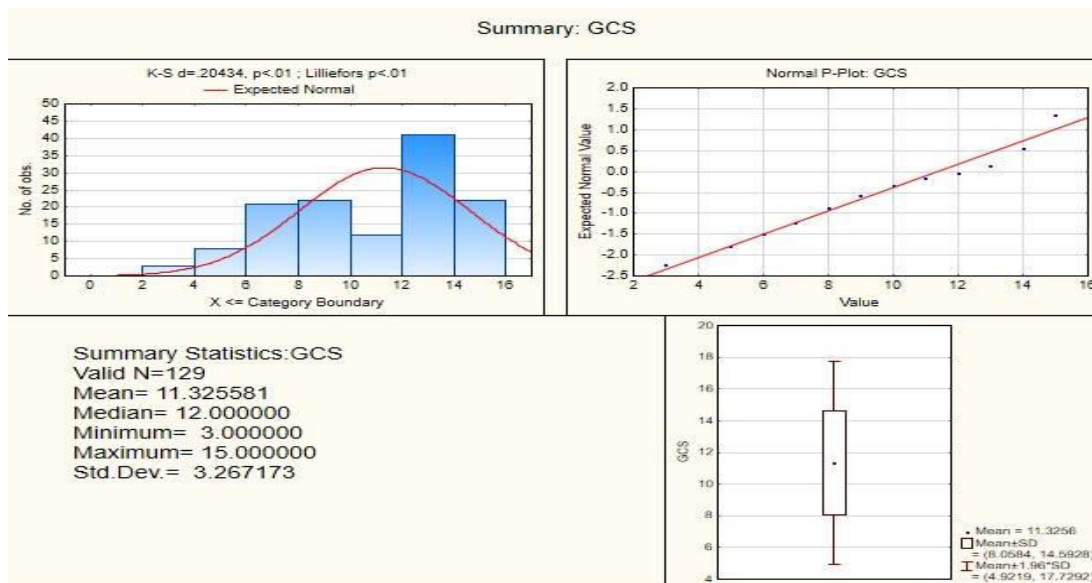 Summary: GCS
K-S d=.20434, p<.01 ; Lilliefors p<.01
Expected Normal
50
45
40
35
30
25
20
15
10
5
0
No. of obs.
0 2 4 6 8 10 12 14 16
X <= Category Boundary
Normal P-Plot: GCS
2.0
1.5
1.0
0.5
0.0
-0.5
-1.0
-1.5
-2.0
-2.5
Expected Normal Value
2 4 6 8 10 12 14 16
Value
Summary Statistics:GCS
Valid N=129
Mean= 11.325581
Median= 12.000000
Minimum= 3.000000
Maximum= 15.000000
Std.Dev.= 3.267173
20
18
16
14
12
10
8
6
4
GCS
Mean = 11.3256
Mean±SD
= (8.0584, 14.5928)
Mean±1.96*SD
= (4.9219, 17.7292)